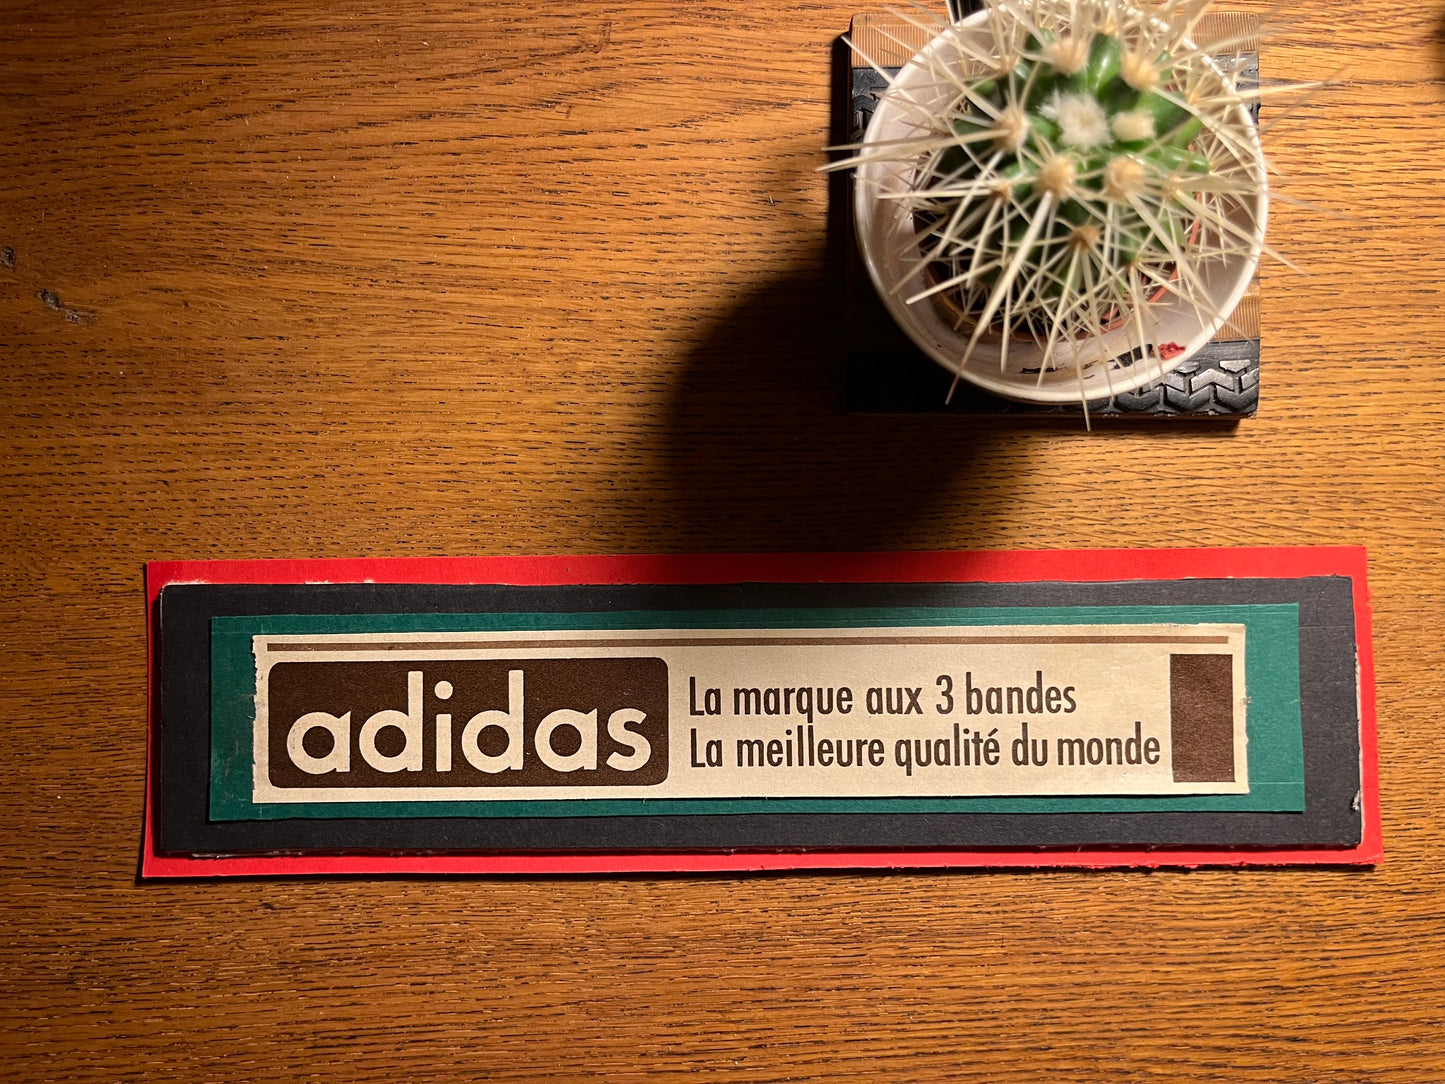 adidas
La marque aux 3 bandes
La meilleure qualité du monde